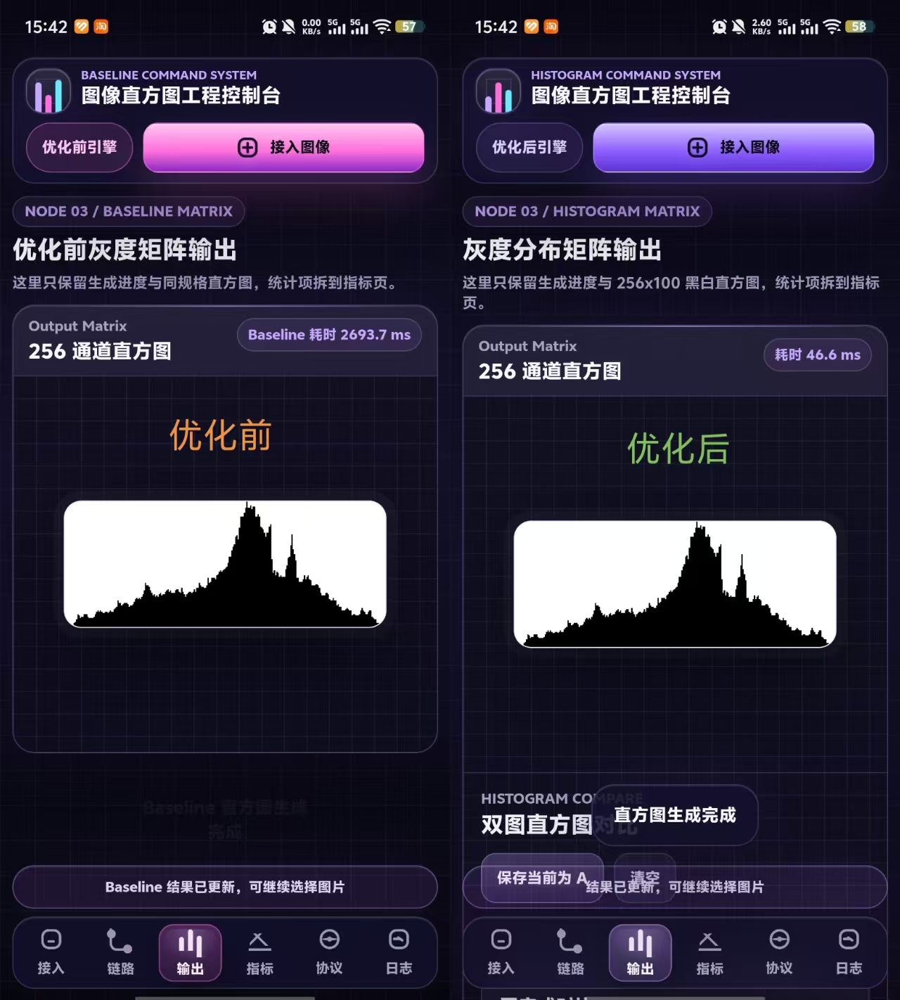 15:42
0.00 KB/s 5G 5G 57
BASELINE COMMAND SYSTEM
图像直方图工程控制台
优化前引擎
接入图像
NODE 03 / BASELINE MATRIX
优化前灰度矩阵输出
这里只保留生成进度与同规格直方图，统计项拆到指标页。
Output Matrix
256 通道直方图
Baseline 耗时 2693.7 ms
优化前
Baseline 直方图生成
完成
Baseline 结果已更新，可继续选择图片
接入
链路
输出
指标
协议
日志
15:42
2.60 KB/s 5G 5G 58
HISTOGRAM COMMAND SYSTEM
图像直方图工程控制台
优化后引擎
接入图像
NODE 03 / HISTOGRAM MATRIX
灰度分布矩阵输出
这里只保留生成进度与 256x100 黑白直方图，统计项拆到指标
页。
Output Matrix
256 通道直方图
耗时 46.6 ms
优化后
HISTOGRAM COMPARE
双图直方图对比
直方图生成完成
保存当前为 A
清空
结果已更新，可继续选择图片
接入
链路
输出
指标
协议
日志